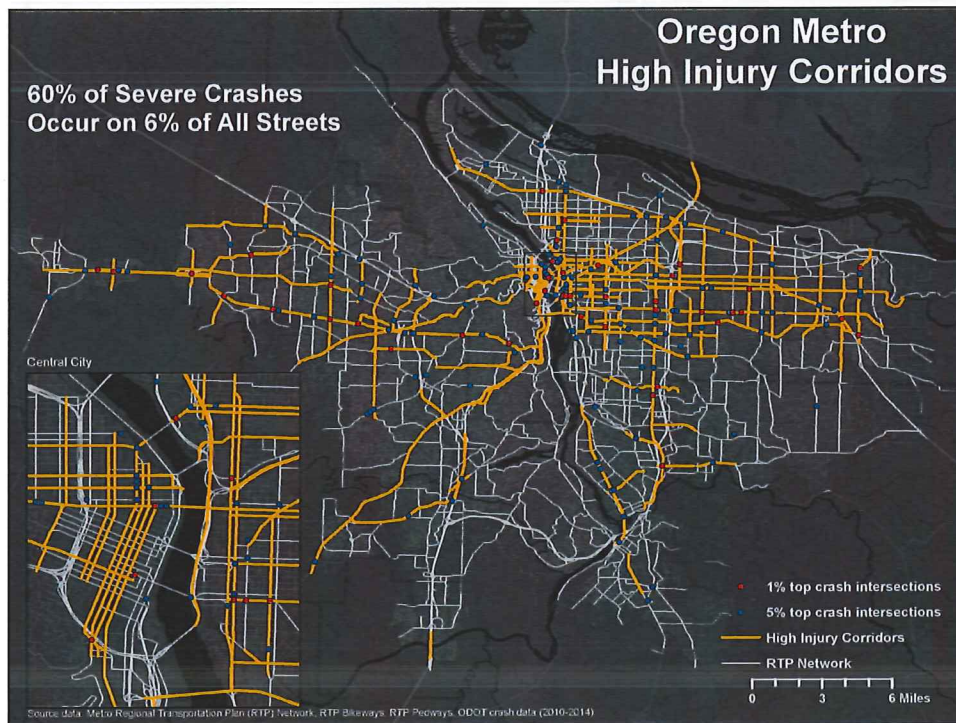 Oregon Metro
High Injury Corridors
60% of Severe Crashes
Occur on 6% of All Streets
Central City
1% top crash intersections
5% top crash intersections
High Injury Corridors
RTP Network
0 3 6 Miles
Source data: Metro Regional Transportation Plan (RTP) Network, RTP Bikeways, RTP Pedways, ODOT crash data (2010-2014)